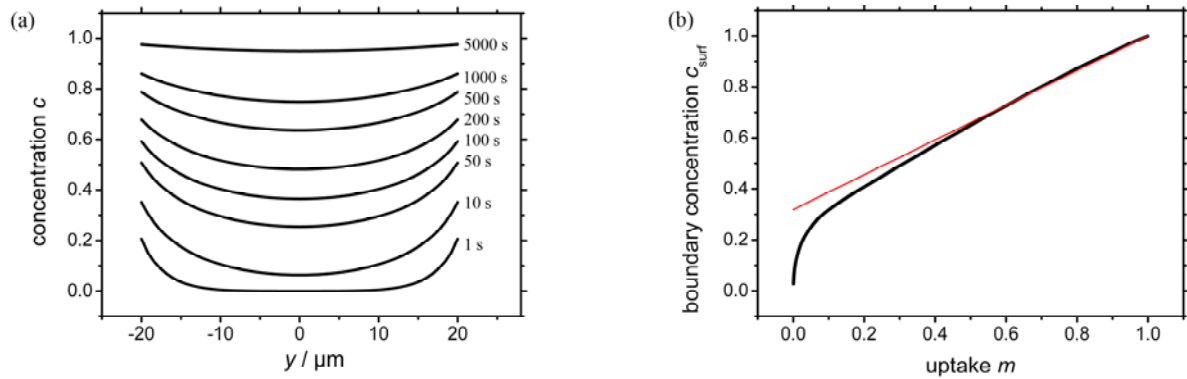 (a)
concentration c
1.0
0.8
0.6
0.4
0.2
0.0
5000 s
1000 s
500 s
200 s
100 s
50 s
10 s
1 s
-20
-10
0
10
20
y / µm
(b)
boundary concentration c_surf
1.0
0.8
0.6
0.4
0.2
0.0
0.0
0.2
0.4
0.6
0.8
1.0
uptake m